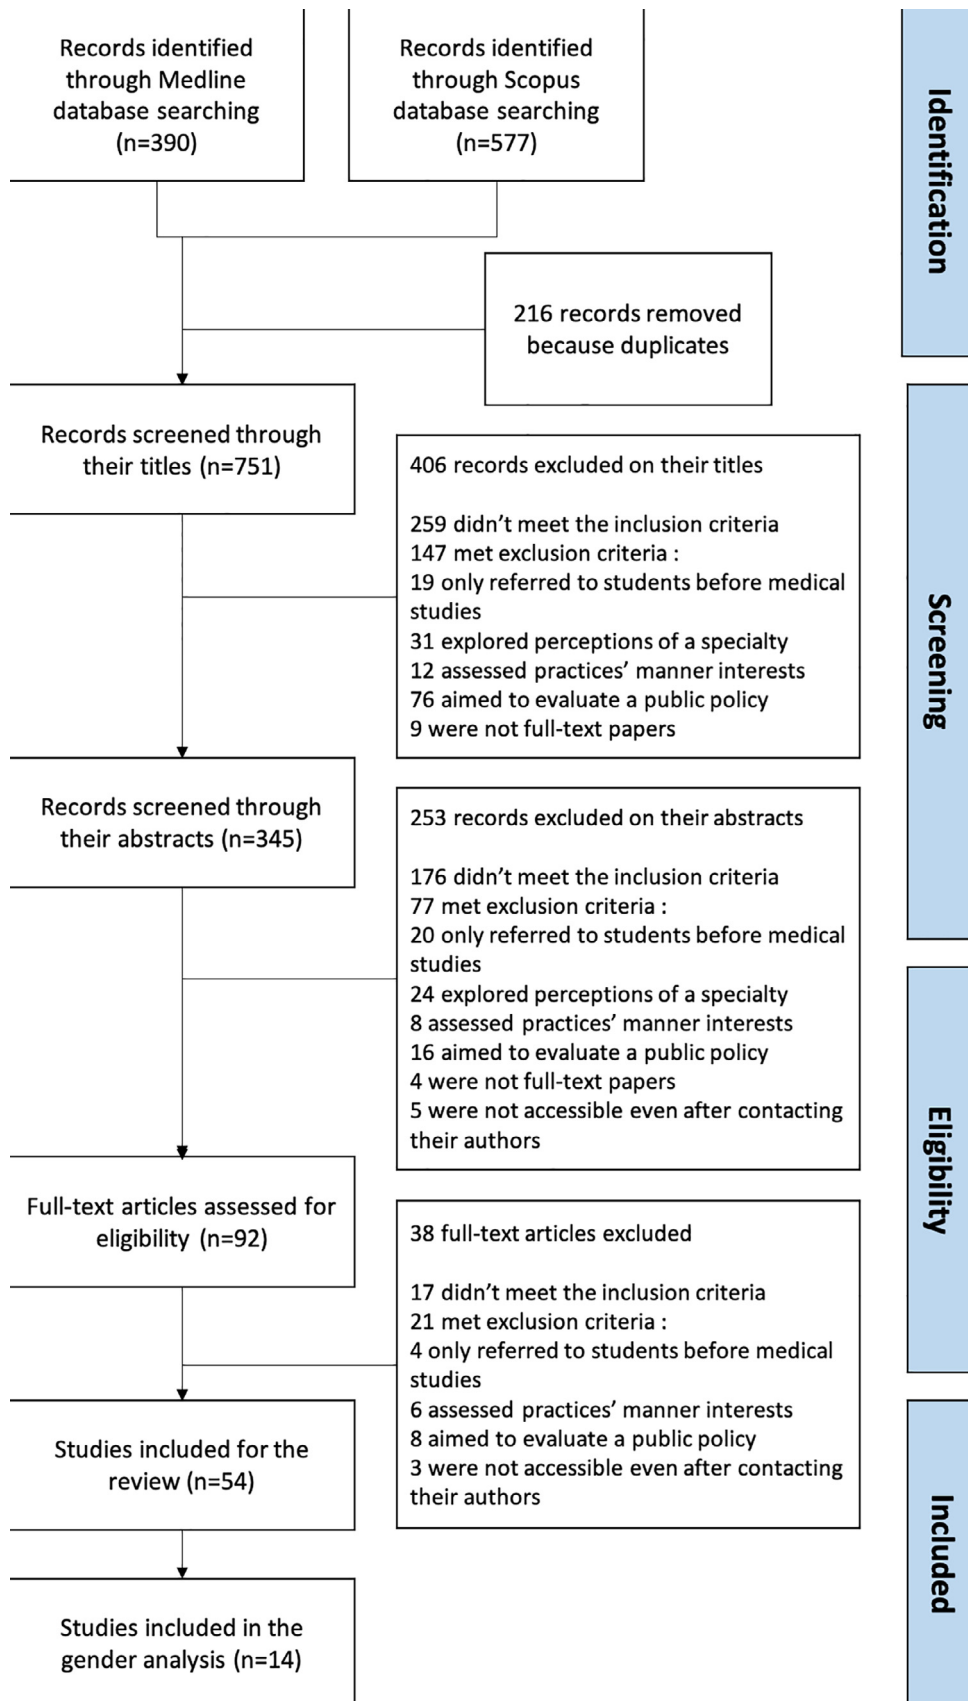 Records identified
through Medline
database searching
(n=390)
Records identified
through Scopus
database searching
(n=577)
Identification
216 records removed
because duplicates
Records screened through
their titles (n=751)
406 records excluded on their titles
259 didn’t meet the inclusion criteria
147 met exclusion criteria :
19 only referred to students before medical
studies
31 explored perceptions of a specialty
12 assessed practices’ manner interests
76 aimed to evaluate a public policy
9 were not full-text papers
Screening
Records screened through
their abstracts (n=345)
253 records excluded on their abstracts
176 didn’t meet the inclusion criteria
77 met exclusion criteria :
20 only referred to students before medical
studies
24 explored perceptions of a specialty
8 assessed practices’ manner interests
16 aimed to evaluate a public policy
4 were not full-text papers
5 were not accessible even after contacting
their authors
Eligibility
Full-text articles assessed for
eligibility (n=92)
38 full-text articles excluded
17 didn’t meet the inclusion criteria
21 met exclusion criteria :
4 only referred to students before medical
studies
6 assessed practices’ manner interests
8 aimed to evaluate a public policy
3 were not accessible even after contacting
their authors
Studies included for the
review (n=54)
Included
Studies included in the
gender analysis (n=14)